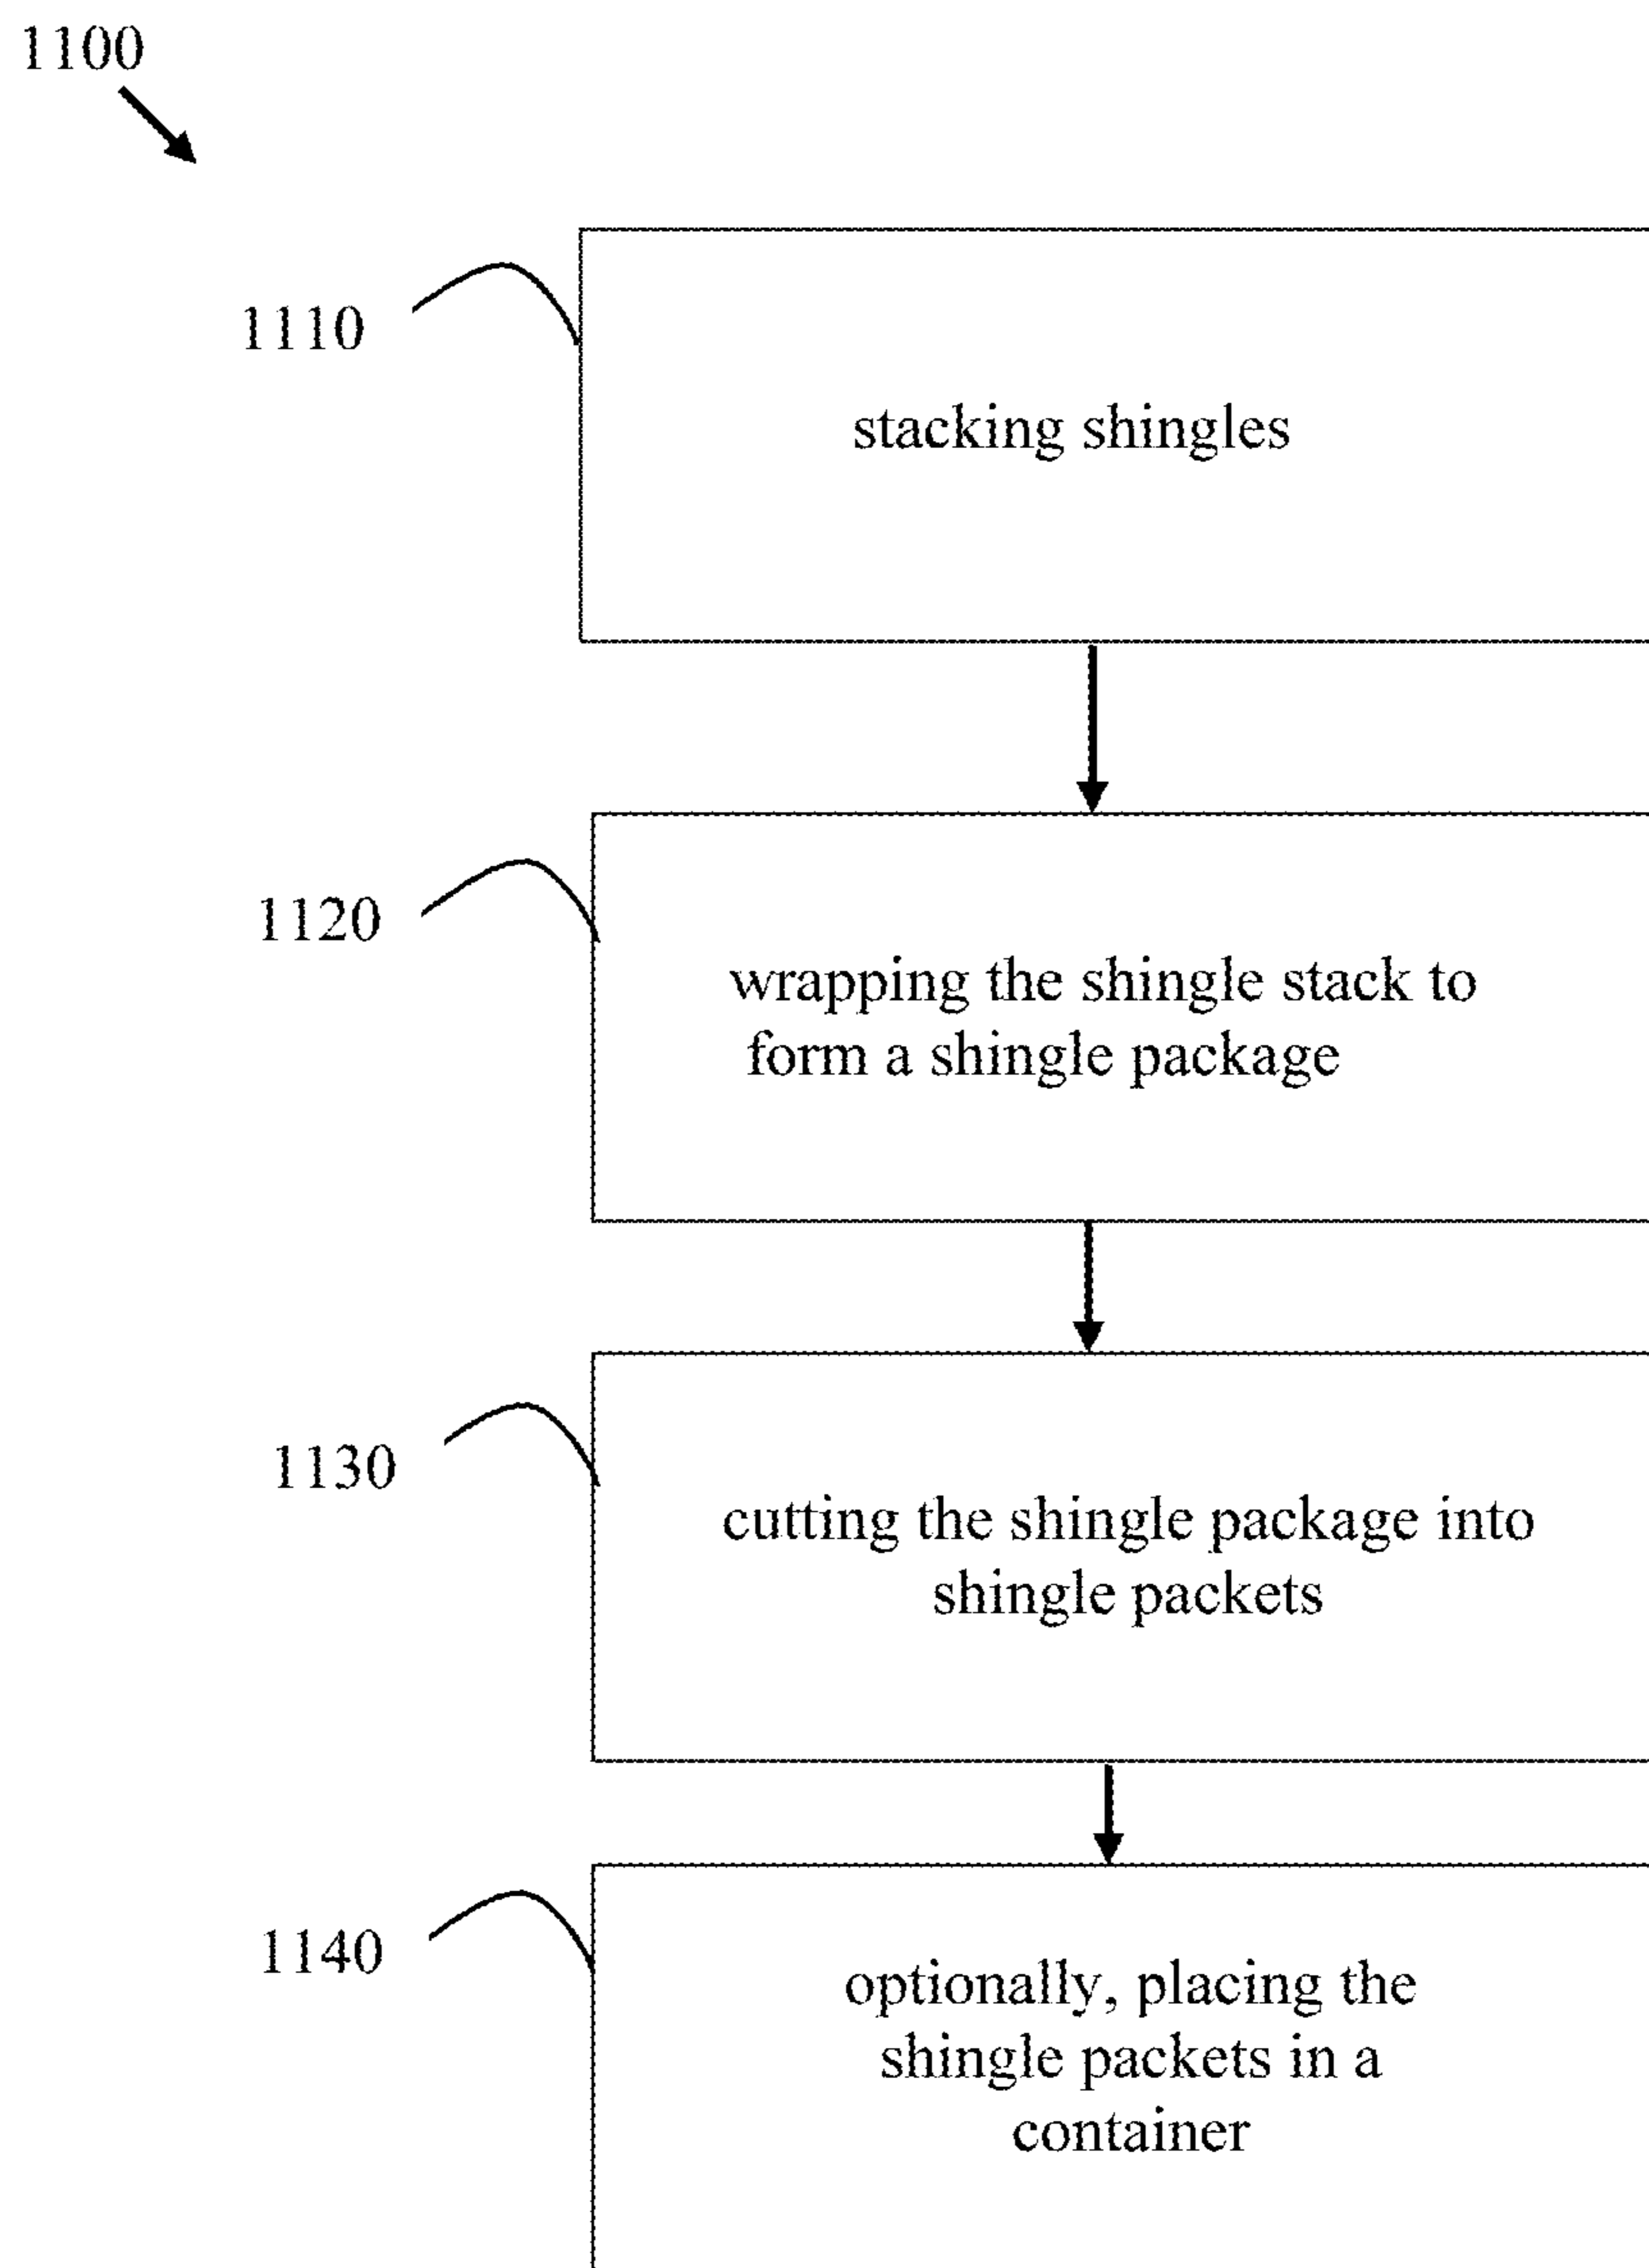 1100
1110
stacking shingles
1120
wrapping the shingle stack to
form a shingle package
1130
cutting the shingle package into
shingle packets
1140
optionally, placing the
shingle packets in a
container